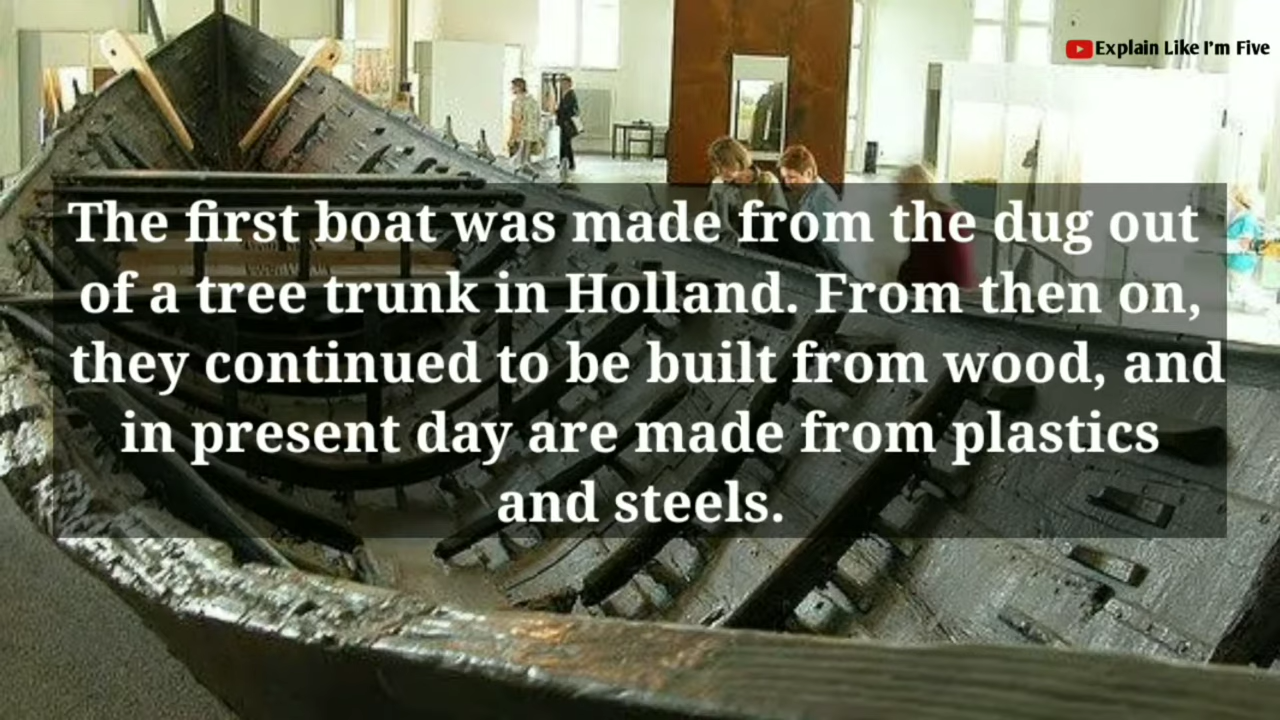 Explain Like I'm Five
The first boat was made from the dug out
of a tree trunk in Holland. From then on,
they continued to be built from wood, and
in present day are made from plastics
and steels.